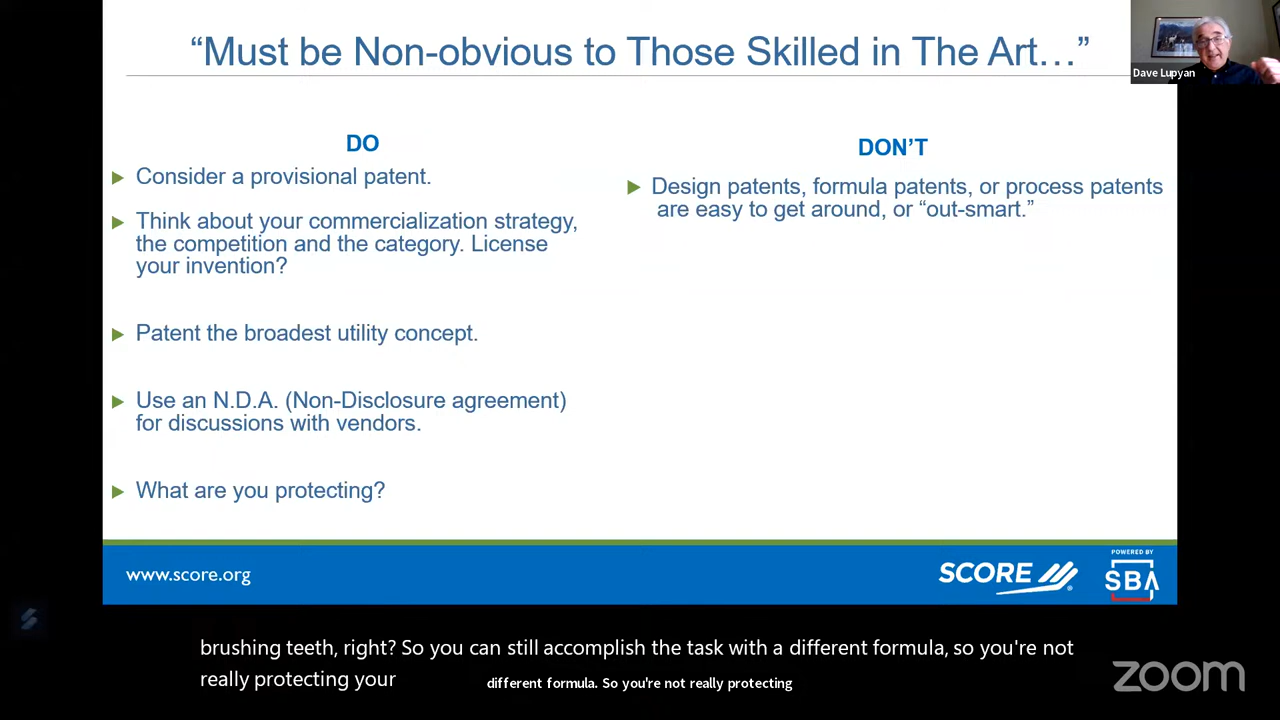 “Must be Non-obvious to Those Skilled in The Art…”
Dave Lupyan
DO
Consider a provisional patent.
Think about your commercialization strategy,
the competition and the category. License
your invention?
Patent the broadest utility concept.
Use an N.D.A. (Non-Disclosure agreement)
for discussions with vendors.
What are you protecting?
DON’T
Design patents, formula patents, or process patents
are easy to get around, or “out-smart.”
www.score.org
SCORE
POWERED BY
SBA
brushing teeth, right? So you can still accomplish the task with a different formula, so you're not
really protecting your
different formula. So you're not really protecting
zoom